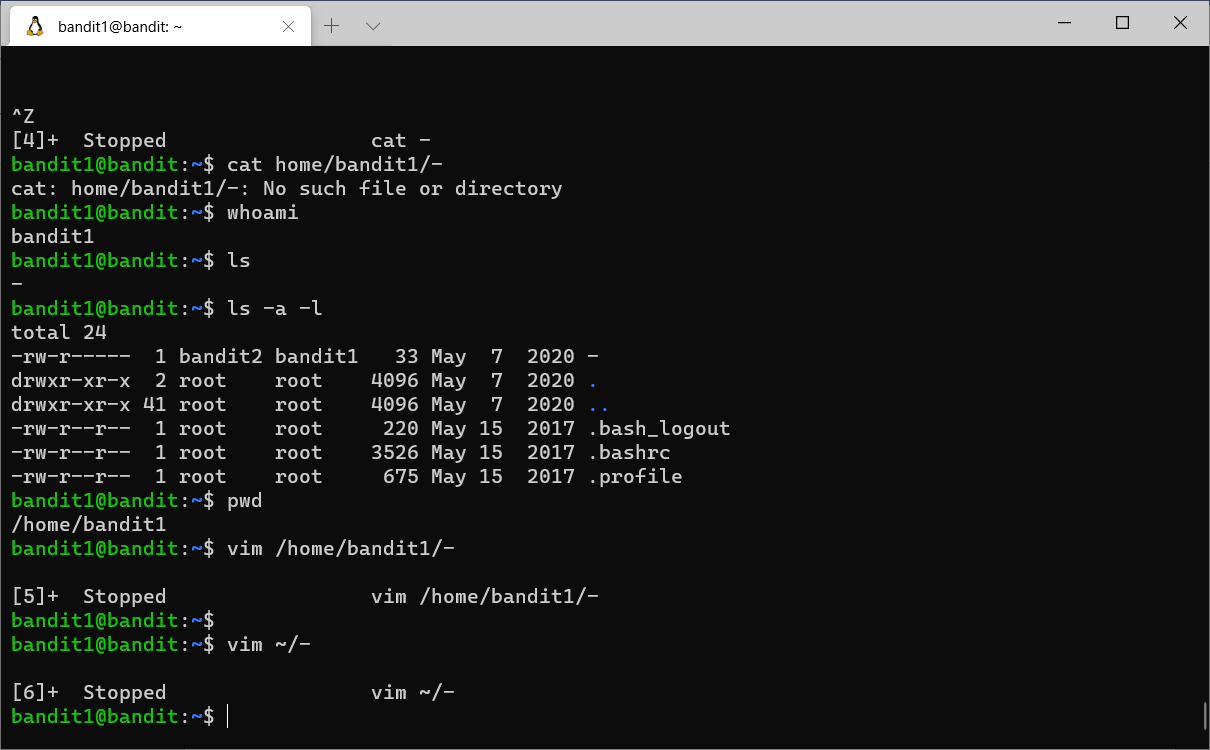 bandit1@bandit: ~
^Z
[4]+  Stopped                 cat -
bandit1@bandit:~$ cat home/bandit1/-
cat: home/bandit1/-: No such file or directory
bandit1@bandit:~$ whoami
bandit1
bandit1@bandit:~$ ls
-
bandit1@bandit:~$ ls -a -l
total 24
-rw-r-----  1 bandit2 bandit1   33 May  7  2020 -
drwxr-xr-x  2 root    root    4096 May  7  2020 .
drwxr-xr-x 41 root    root    4096 May  7  2020 ..
-rw-r--r--  1 root    root     220 May 15  2017 .bash_logout
-rw-r--r--  1 root    root    3526 May 15  2017 .bashrc
-rw-r--r--  1 root    root     675 May 15  2017 .profile
bandit1@bandit:~$ pwd
/home/bandit1
bandit1@bandit:~$ vim /home/bandit1/-
[5]+  Stopped                 vim /home/bandit1/-
bandit1@bandit:~$
bandit1@bandit:~$ vim ~/-
[6]+  Stopped                 vim ~/-
bandit1@bandit:~$